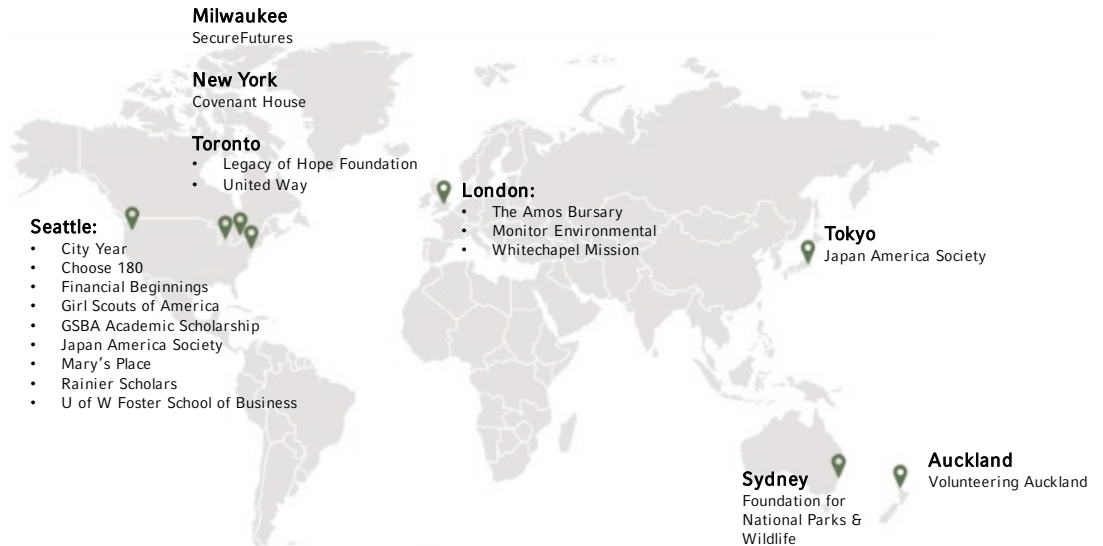 Milwaukee
SecureFutures
New York
Covenant House
Toronto
• Legacy of Hope Foundation
• United Way
Seattle:
• City Year
• Choose 180
• Financial Beginnings
• Girl Scouts of America
• GSBA Academic Scholarship
• Japan America Society
• Mary’s Place
• Rainier Scholars
• U of W Foster School of Business
London:
• The Amos Bursary
• Monitor Environmental
• Whitechapel Mission
Tokyo
Japan America Society
Sydney
Foundation for
National Parks &
Wildlife
Auckland
Volunteering Auckland